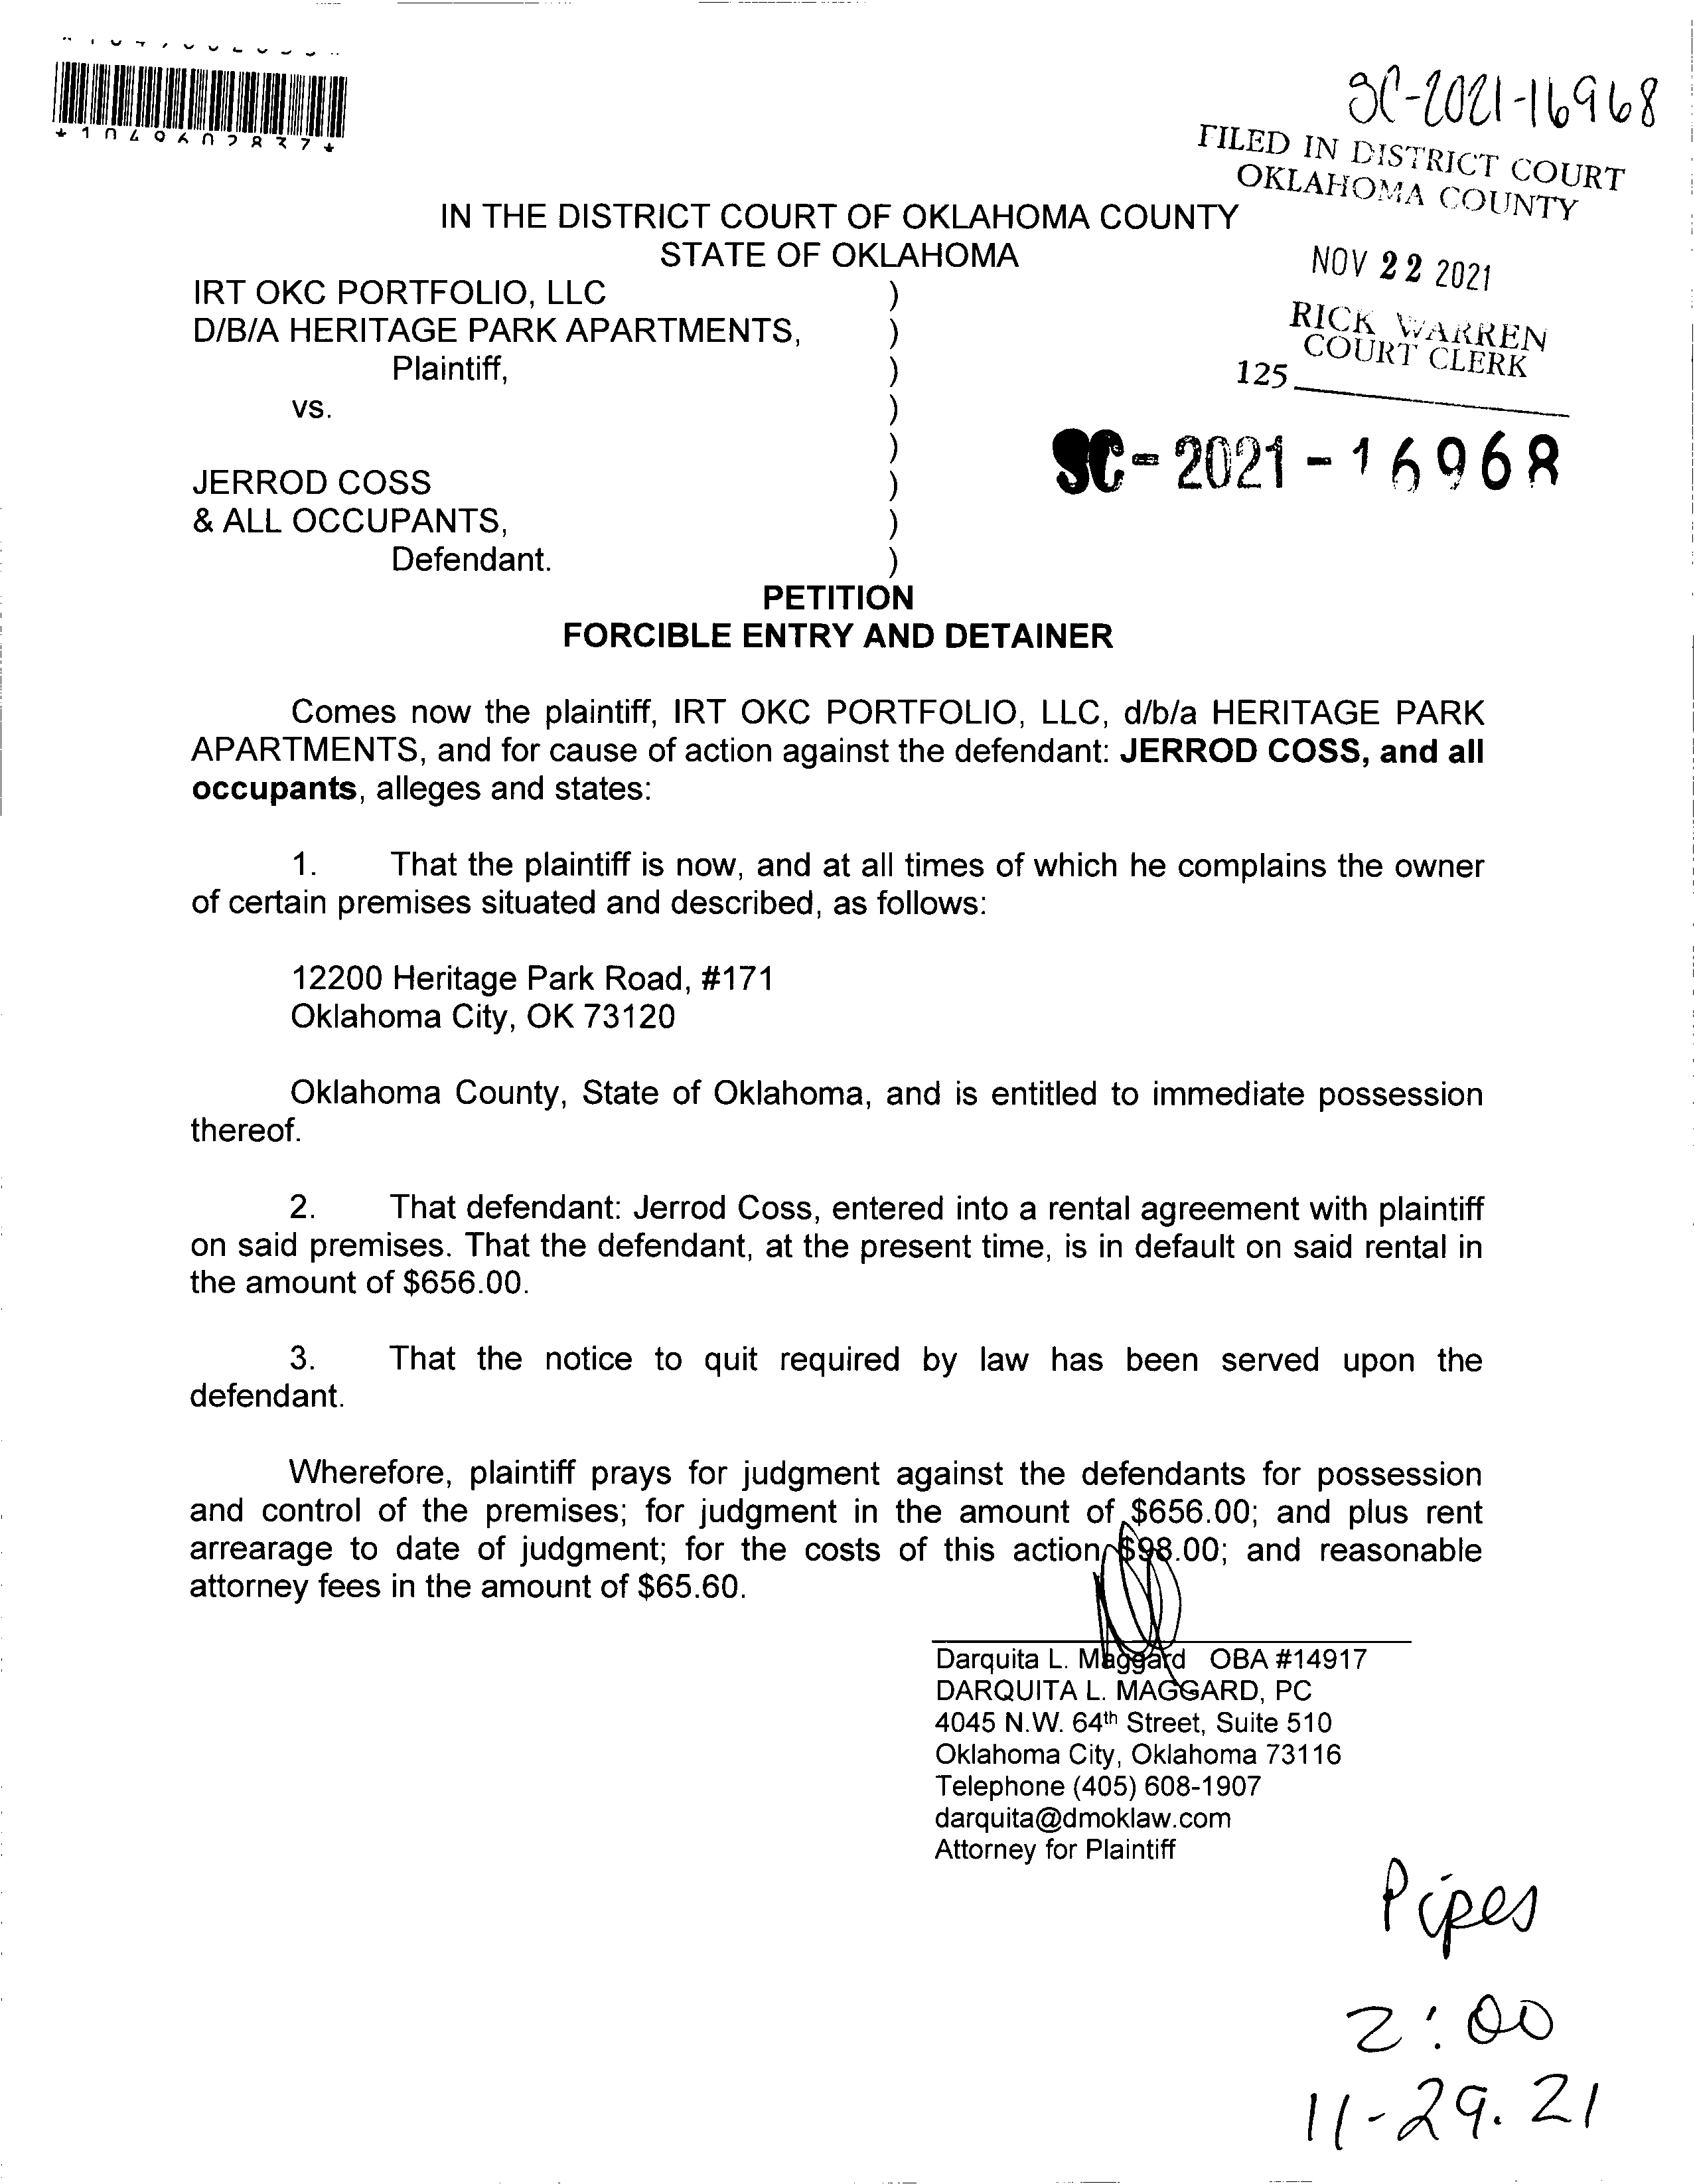 *1049602837*
SC-2021-16968
FILED IN DISTRICT COURT
OKLAHOMA COUNTY
IN THE DISTRICT COURT OF OKLAHOMA COUNTY
STATE OF OKLAHOMA
NOV 22 2021
IRT OKC PORTFOLIO, LLC )
D/B/A HERITAGE PARK APARTMENTS, )
RICK WARREN
COURT CLERK
Plaintiff, )
125
vs. )
)
SC-2021-16968
JERROD COSS )
& ALL OCCUPANTS, )
Defendant. )
PETITION
FORCIBLE ENTRY AND DETAINER
Comes now the plaintiff, IRT OKC PORTFOLIO, LLC, d/b/a HERITAGE PARK
APARTMENTS, and for cause of action against the defendant: JERROD COSS, and all
occupants, alleges and states:
1. That the plaintiff is now, and at all times of which he complains the owner
of certain premises situated and described, as follows:
12200 Heritage Park Road, #171
Oklahoma City, OK 73120
Oklahoma County, State of Oklahoma, and is entitled to immediate possession
thereof.
2. That defendant: Jerrod Coss, entered into a rental agreement with plaintiff
on said premises. That the defendant, at the present time, is in default on said rental in
the amount of $656.00.
3. That the notice to quit required by law has been served upon the
defendant.
Wherefore, plaintiff prays for judgment against the defendants for possession
and control of the premises; for judgment in the amount of $656.00; and plus rent
arrearage to date of judgment; for the costs of this action $98.00; and reasonable
attorney fees in the amount of $65.60.
Darquita L. Maggard OBA #14917
DARQUITA L. MAGGARD, PC
4045 N.W. 64th Street, Suite 510
Oklahoma City, Oklahoma 73116
Telephone (405) 608-1907
darquita@dmoklaw.com
Attorney for Plaintiff
Pipes
2:00
11-29.21